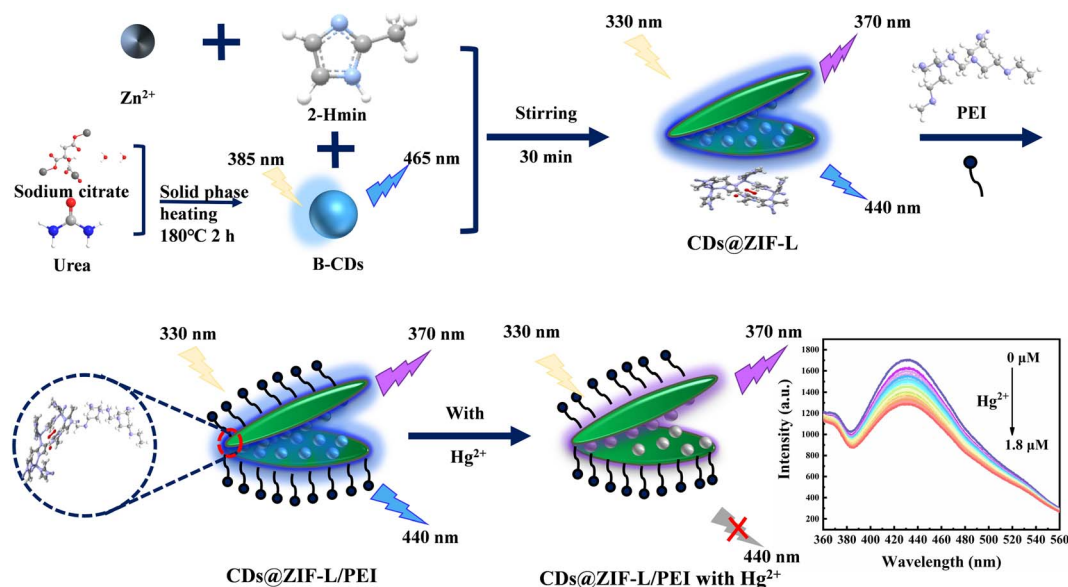 Zn²⁺
2-Hmin
Sodium citrate
Urea
Solid phase
heating
180℃ 2 h
385 nm
465 nm
B-CDs
Stirring
30 min
330 nm
370 nm
440 nm
CDs@ZIF-L
PEI
330 nm
370 nm
440 nm
CDs@ZIF-L/PEI
With
Hg²⁺
330 nm
370 nm
440 nm
CDs@ZIF-L/PEI with Hg²⁺
Intensity (a.u.)
1800
1600
1400
1200
1000
800
600
400
200
0
0 µM
Hg²⁺
1.8 µM
360 380 400 420 440 460 480 500 520 540 560
Wavelength (nm)